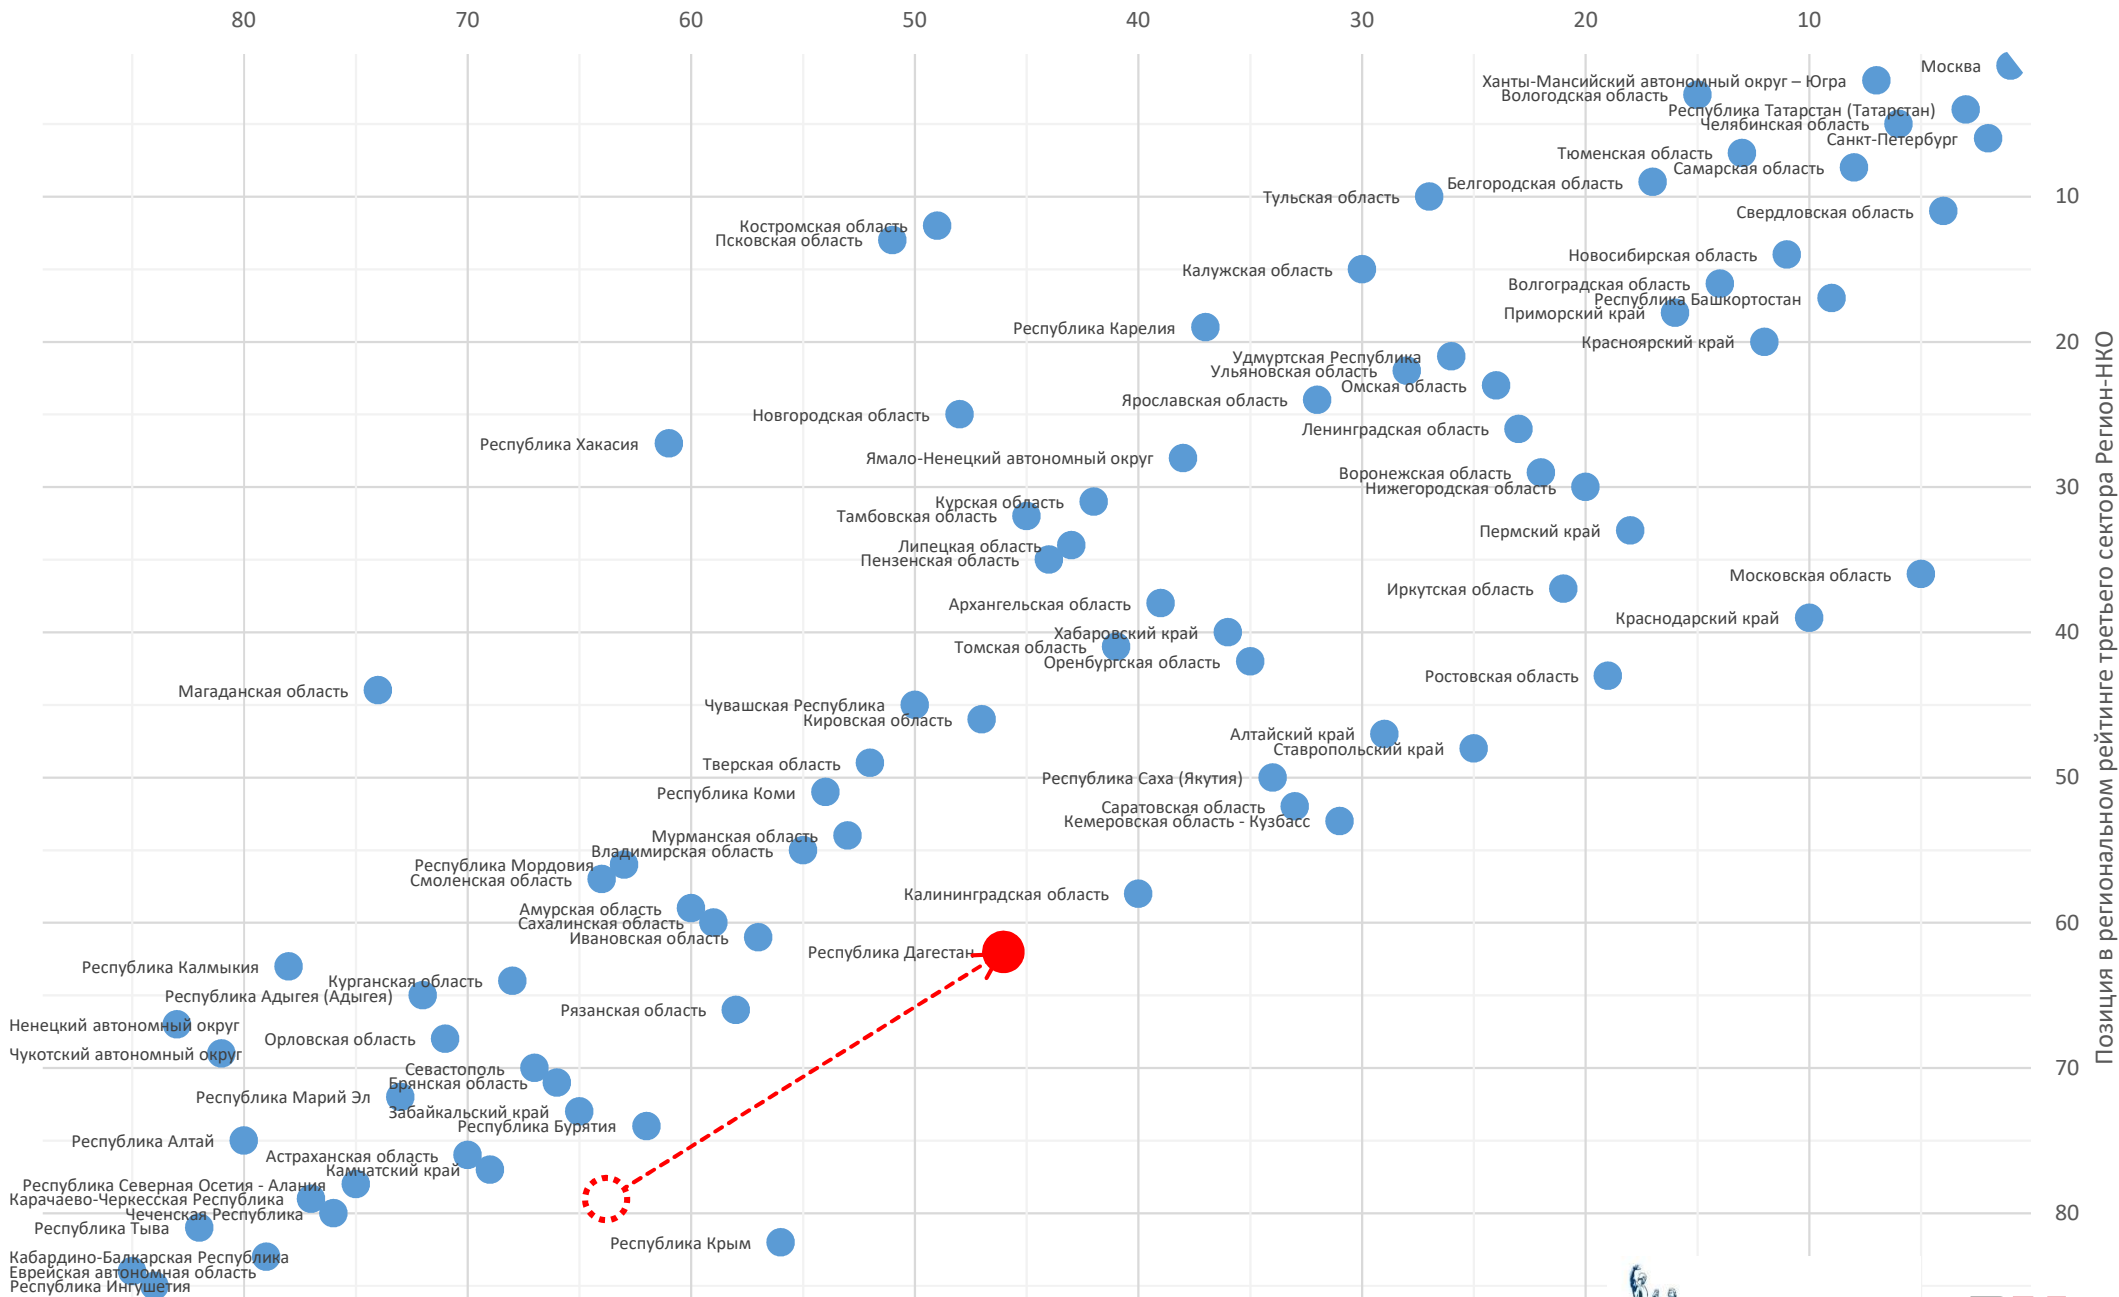 80 70 60 50 40 30 20 10
Москва
Ханты-Мансийский автономный округ – Югра
Вологодская область
Республика Татарстан (Татарстан)
Челябинская область
Санкт-Петербург
Тюменская область
Самарская область
Белгородская область
Тульская область
10
Свердловская область
Костромская область
Псковская область
Новосибирская область
Калужская область
Волгоградская область
Республика Башкортостан
Приморский край
Республика Карелия
Красноярский край
20
Удмуртская Республика
Ульяновская область
Омская область
Ярославская область
Новгородская область
Ленинградская область
Республика Хакасия
Ямало-Ненецкий автономный округ
Воронежская область
Нижегородская область
30
Курская область
Тамбовская область
Пермский край
Липецкая область
Пензенская область
Московская область
Иркутская область
Архангельская область
Краснодарский край
Хабаровский край
40
Томская область
Оренбургская область
Ростовская область
Магаданская область
Чувашская Республика
Кировская область
Алтайский край
Ставропольский край
Тверская область
Республика Саха (Якутия)
50
Республика Коми
Саратовская область
Кемеровская область - Кузбасс
Мурманская область
Владимирская область
Республика Мордовия
Смоленская область
Калининградская область
Амурская область
Сахалинская область
60
Ивановская область
Республика Дагестан
Республика Калмыкия
Курганская область
Республика Адыгея (Адыгея)
Рязанская область
Ненецкий автономный округ
Орловская область
Чукотский автономный округ
Севастополь
70
Брянская область
Республика Марий Эл
Забайкальский край
Республика Бурятия
Республика Алтай
Астраханская область
Камчатский край
Республика Северная Осетия - Алания
Карачаево-Черкесская Республика
Чеченская Республика
80
Республика Тыва
Республика Крым
Кабардино-Балкарская Республика
Еврейская автономная область
Республика Ингушетия
Позиция в региональном рейтинге третьего сектора Регион-НКО